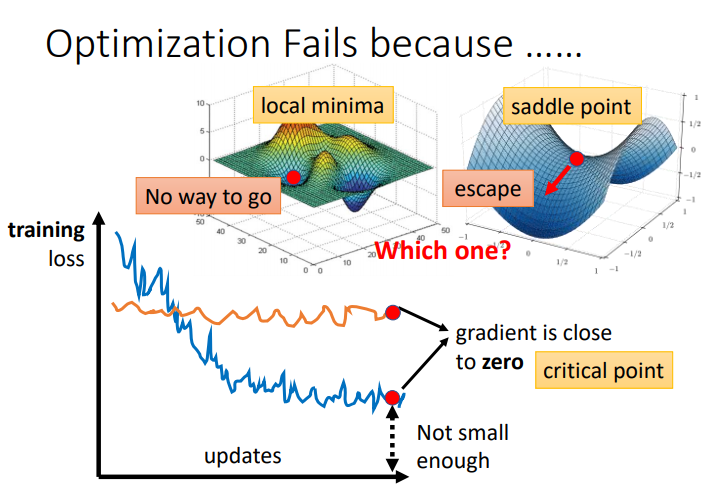 Optimization Fails because ……
local minima
saddle point
No way to go
escape
Which one?
10
5
0
50
40
30
20
10
0
0
10
20
40
50
1
1/2
0
−1/2
−1
−1
−1/2
0
1/2
1
−1
−1/2
0
1/2
training
loss
gradient is close
to zero
critical point
Not small
enough
updates